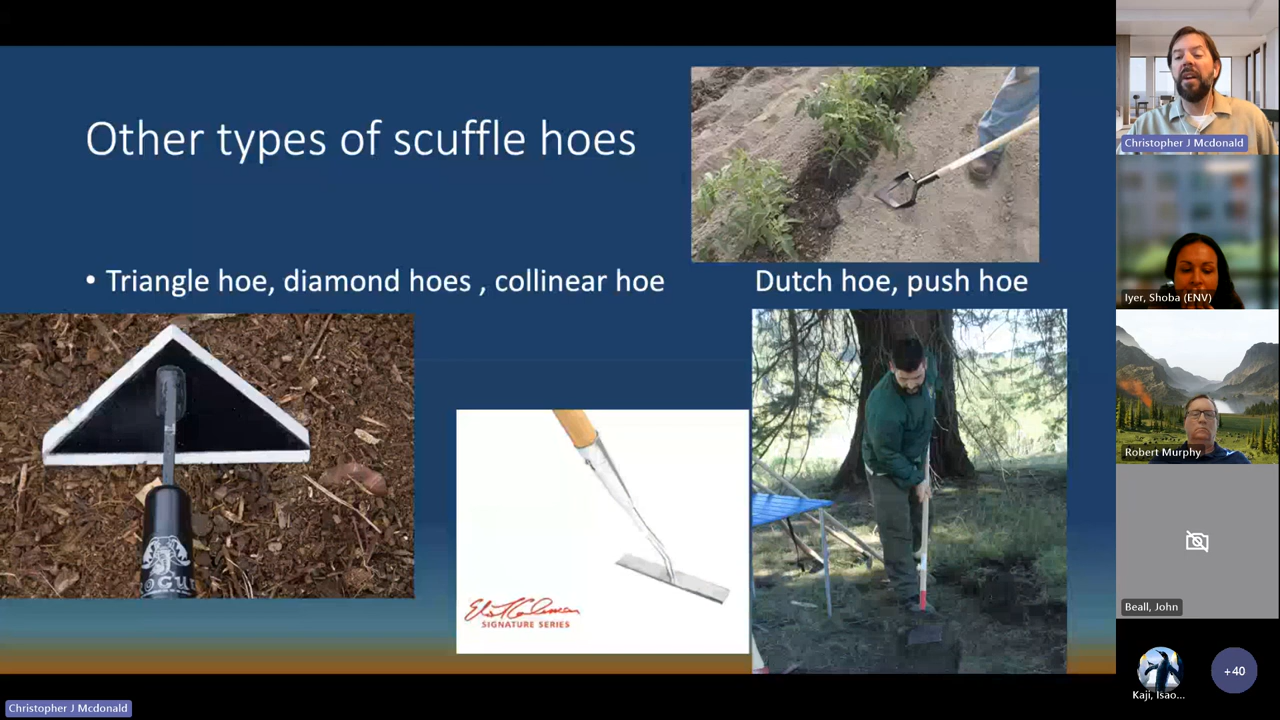 Other types of scuffle hoes
• Triangle hoe, diamond hoes , collinear hoe
Dutch hoe, push hoe
SIGNATURE SERIES
Christopher J Mcdonald
Iyer, Shoba (ENV)
Robert Murphy
Beall, John
Kaji, Isao...
+40
Christopher J Mcdonald